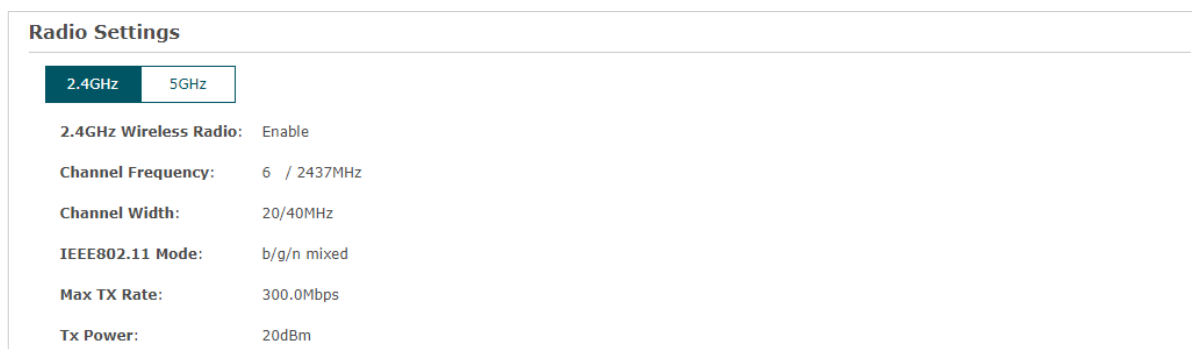 Radio Settings
2.4GHz 5GHz
2.4GHz Wireless Radio: Enable
Channel Frequency: 6 / 2437MHz
Channel Width: 20/40MHz
IEEE802.11 Mode: b/g/n mixed
Max TX Rate: 300.0Mbps
Tx Power: 20dBm